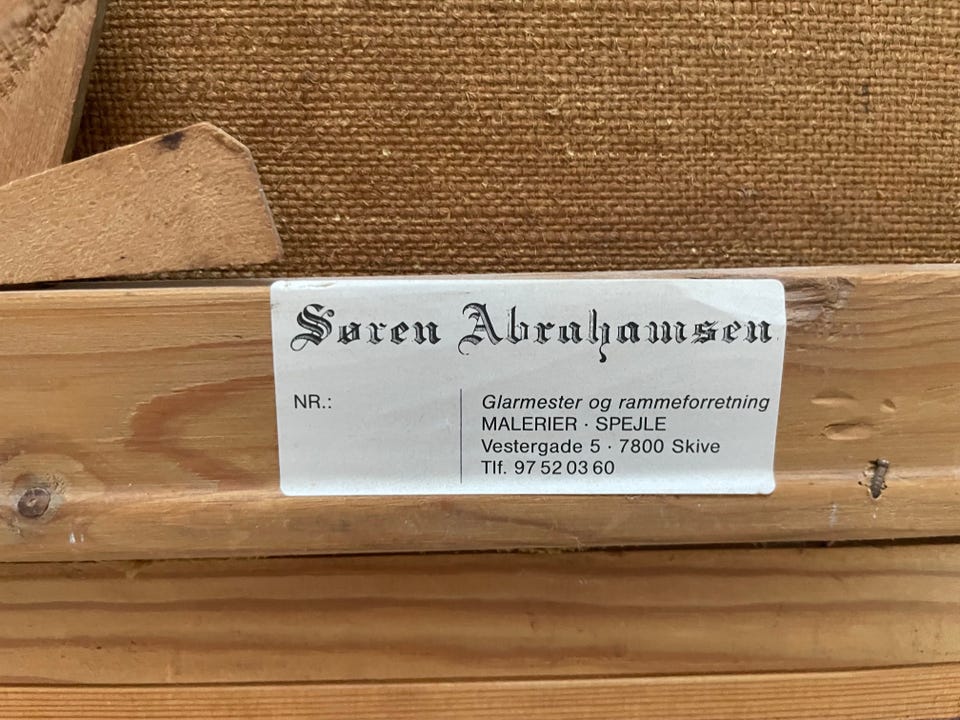 Søren Abrahamsen
NR.:
Glarmester og rammeforretning
MALERIER · SPEJLE
Vestergade 5 · 7800 Skive
Tlf. 97 52 03 60